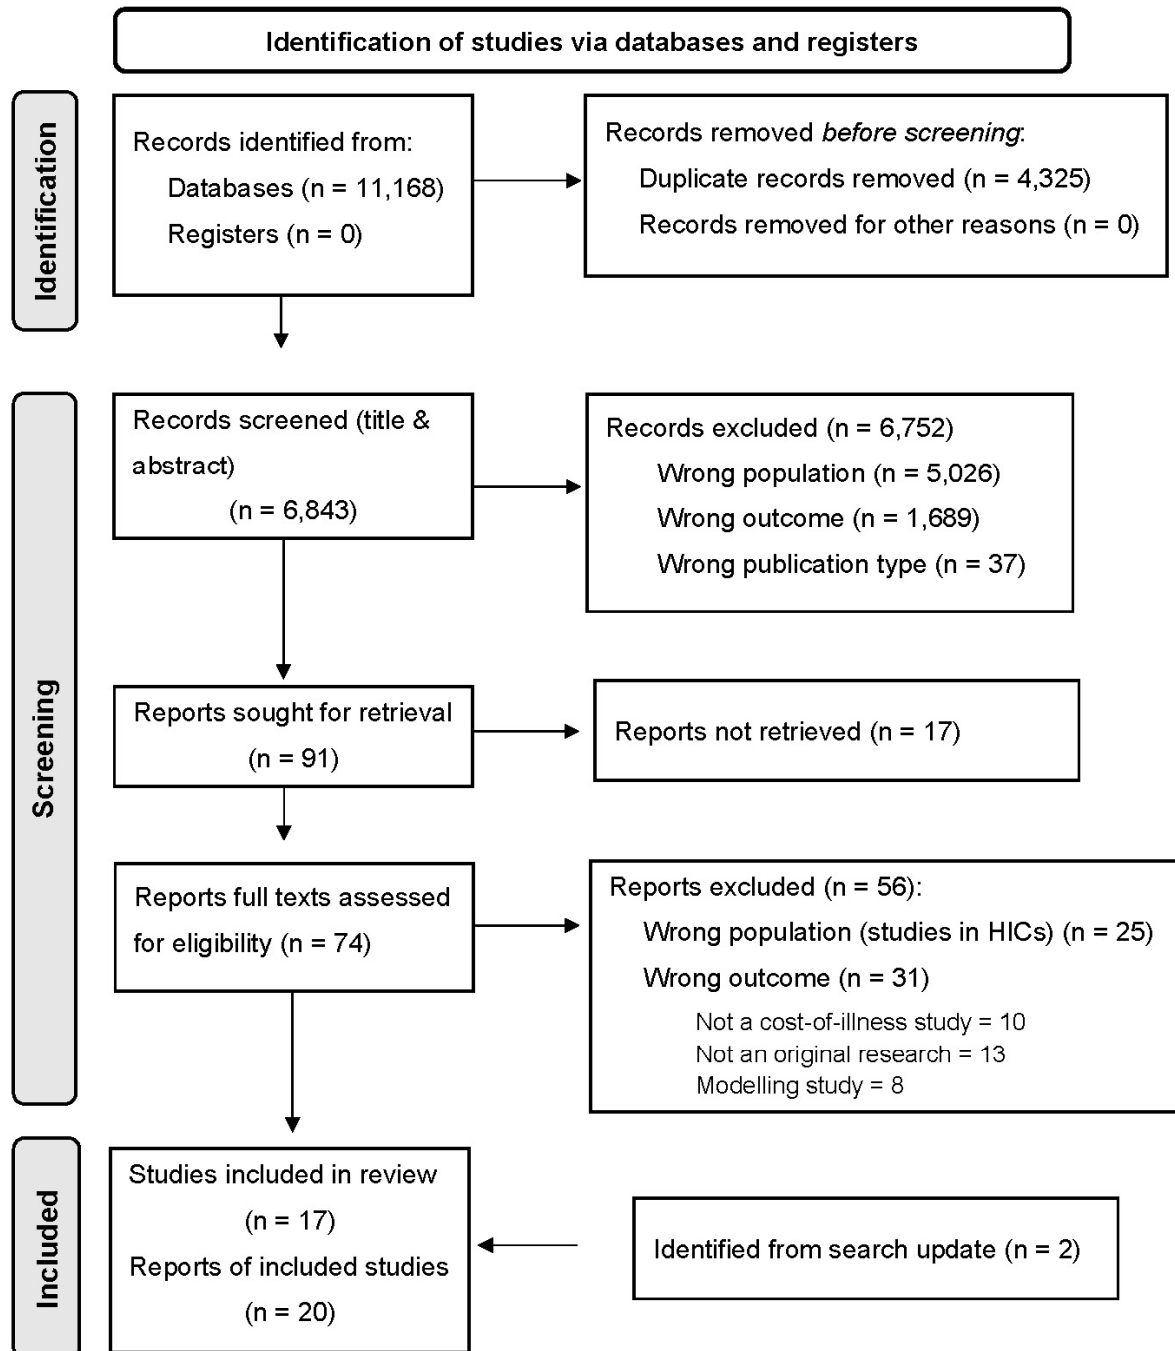 Identification of studies via databases and registers
Identification
Records identified from:
Databases (n = 11,168)
Registers (n = 0)
Records removed before screening:
Duplicate records removed (n = 4,325)
Records removed for other reasons (n = 0)
Screening
Records screened (title &
abstract)
(n = 6,843)
Records excluded (n = 6,752)
Wrong population (n = 5,026)
Wrong outcome (n = 1,689)
Wrong publication type (n = 37)
Reports sought for retrieval
(n = 91)
Reports not retrieved (n = 17)
Reports full texts assessed
for eligibility (n = 74)
Reports excluded (n = 56):
Wrong population (studies in HICs) (n = 25)
Wrong outcome (n = 31)
Not a cost-of-illness study = 10
Not an original research = 13
Modelling study = 8
Included
Studies included in review
(n = 17)
Reports of included studies
(n = 20)
Identified from search update (n = 2)